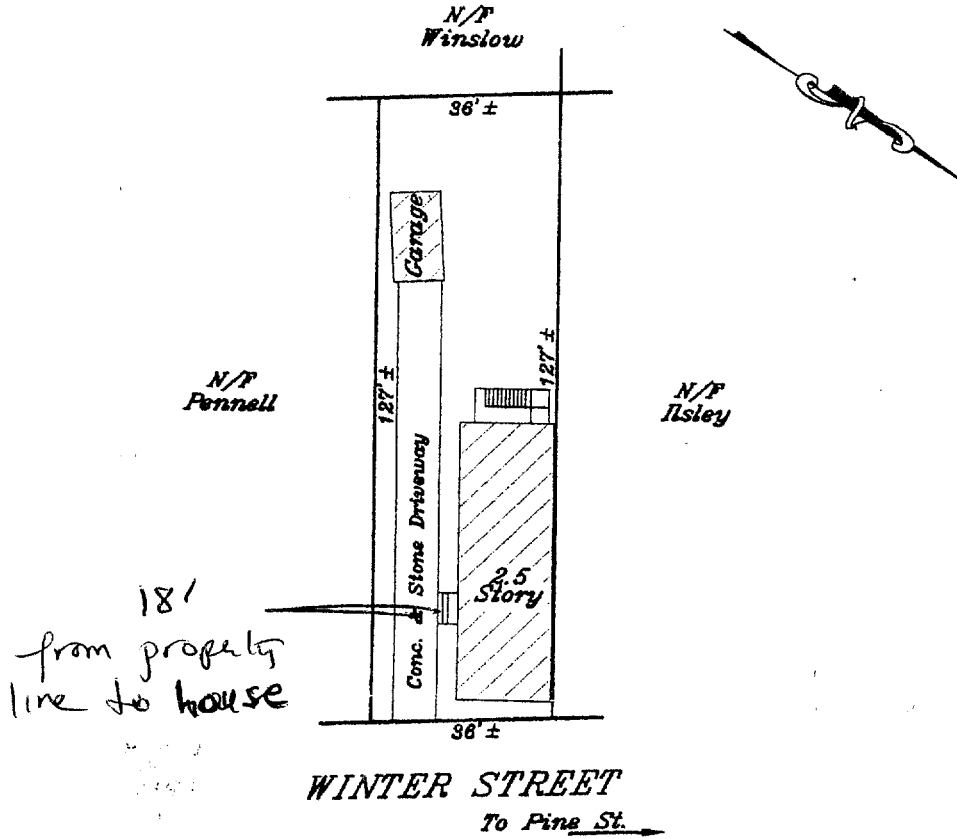 N/F
Winslow
36' ±
Garage
127' ±
N/F
Pennell
127' ±
N/F
Ilsley
Conc. & Stone Driveway
2.5
Story
18'
from property
line to house
36' ±
WINTER STREET
To Pine St.